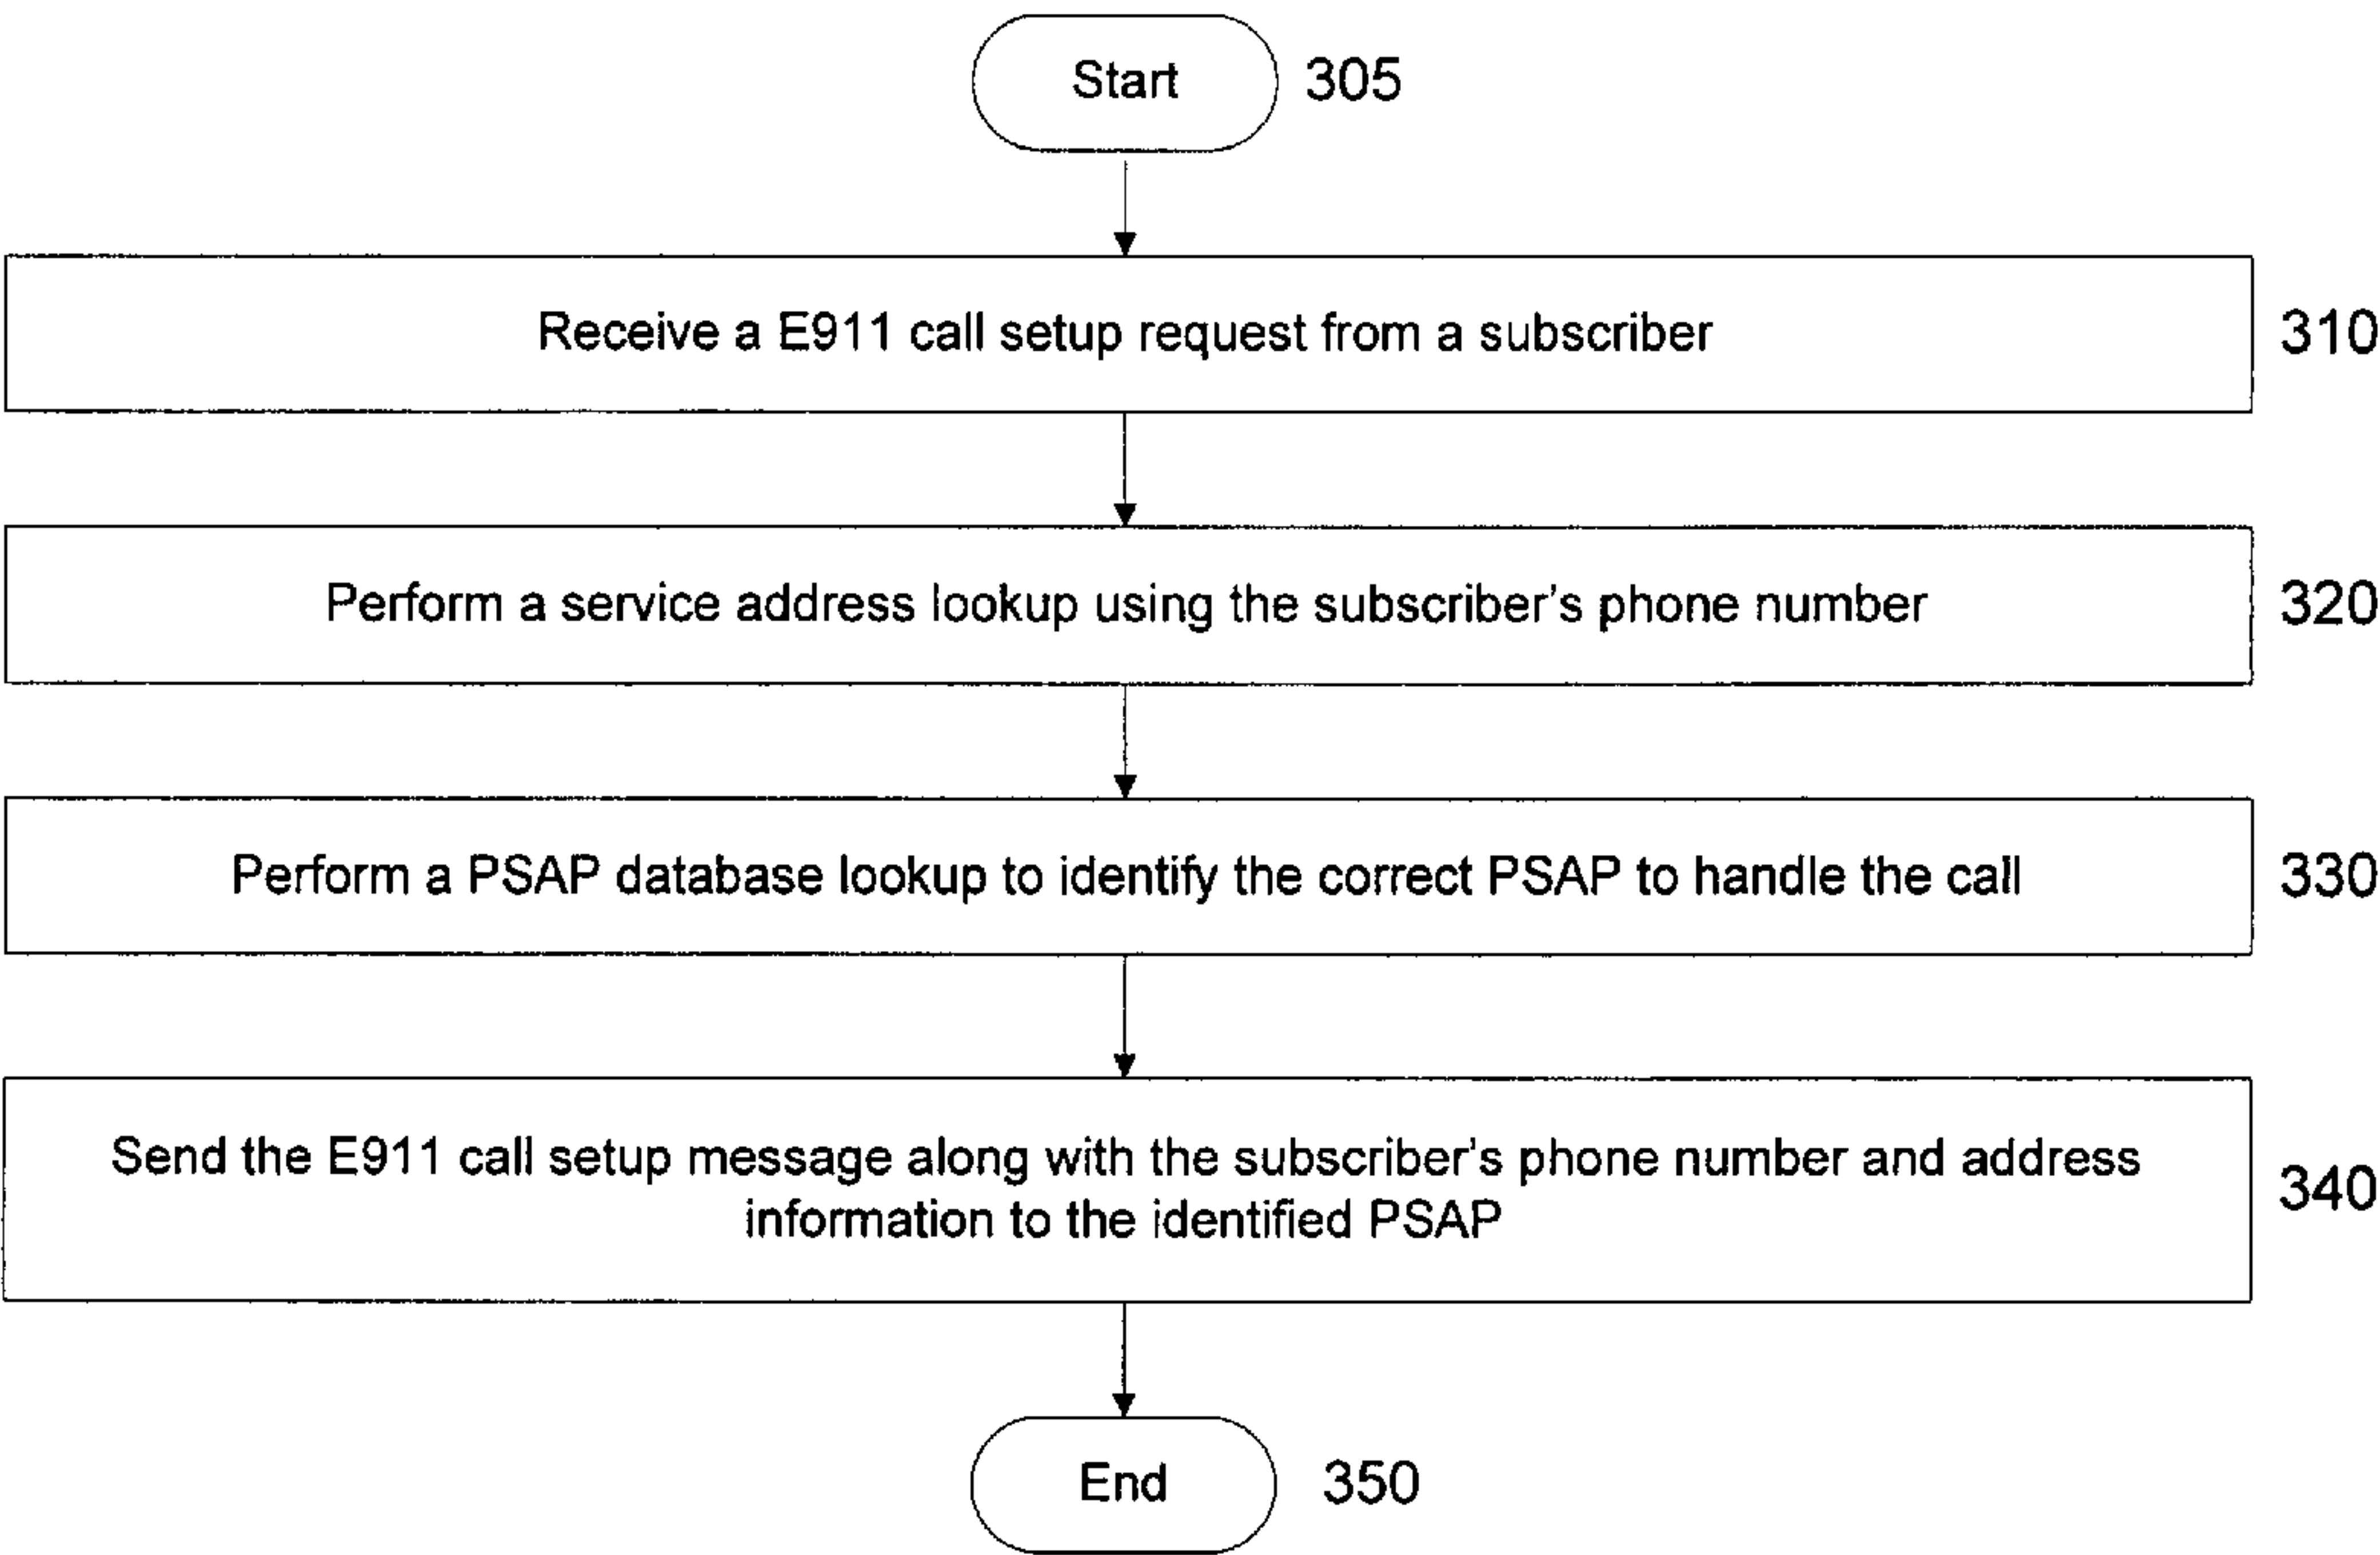 Start 305
Receive a E911 call setup request from a subscriber 310
Perform a service address lookup using the subscriber's phone number 320
Perform a PSAP database lookup to identify the correct PSAP to handle the call 330
Send the E911 call setup message along with the subscriber's phone number and address
information to the identified PSAP
340
End 350